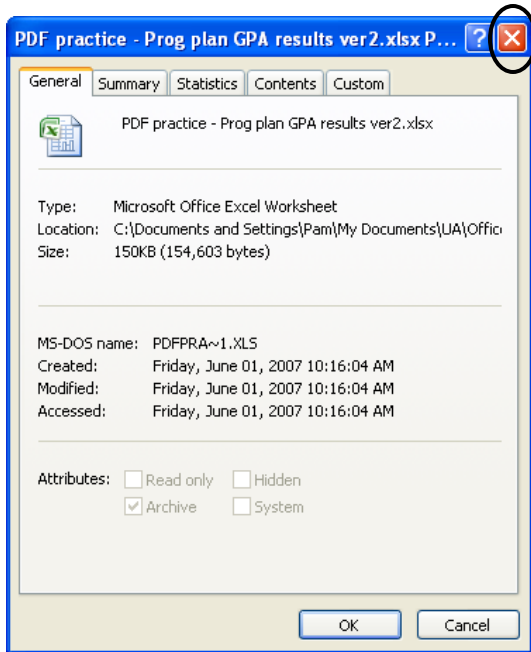 PDF practice - Prog plan GPA results ver2.xlsx P... ?
General Summary Statistics Contents Custom
PDF practice - Prog plan GPA results ver2.xlsx
Type: Microsoft Office Excel Worksheet
Location: C:\Documents and Settings\Pam\My Documents\UA\Offic
Size: 150KB (154,603 bytes)
MS-DOS name: PDFPRA~1.XLS
Created: Friday, June 01, 2007 10:16:04 AM
Modified: Friday, June 01, 2007 10:16:04 AM
Accessed: Friday, June 01, 2007 10:16:04 AM
Attributes: Read only Hidden
Archive System
OK Cancel